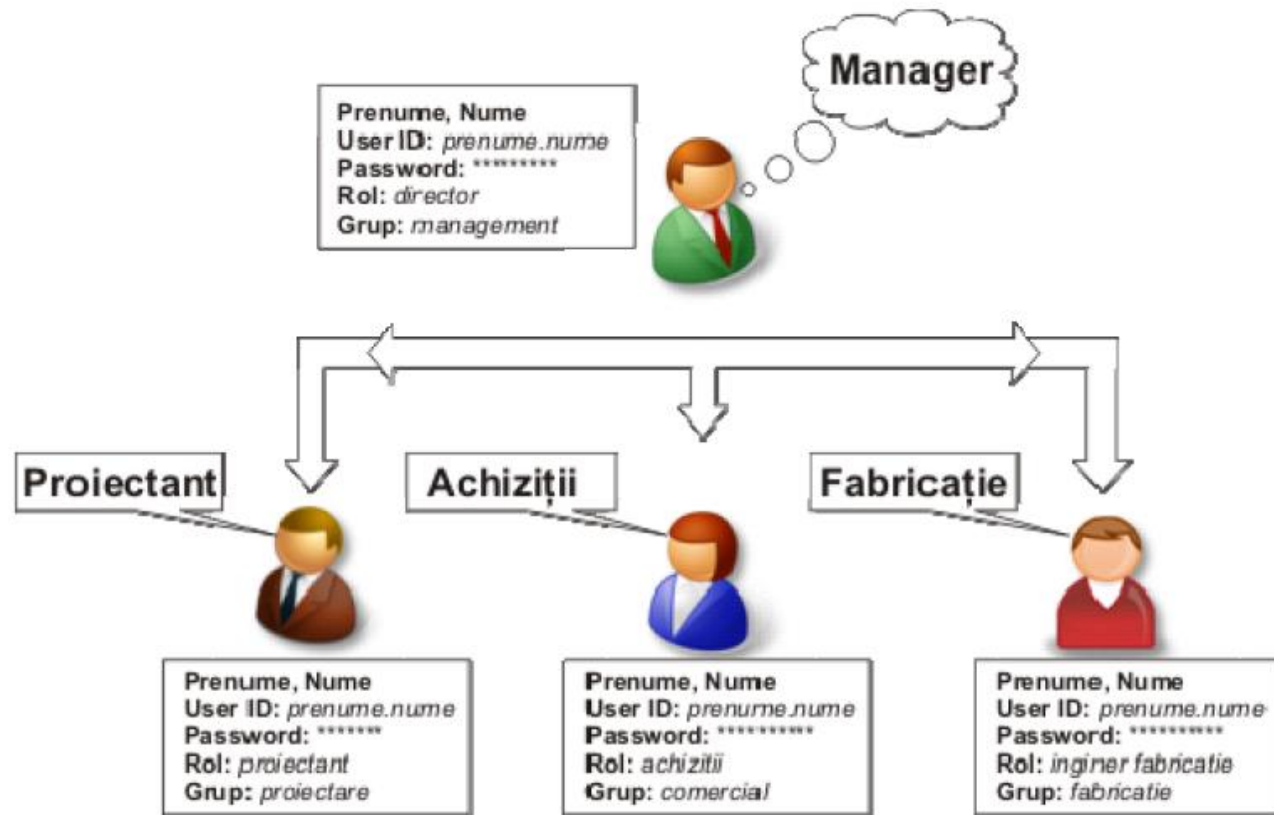 Manager
Prenume, Nume
User ID: prenume.nume
Password: *********
Rol: director
Grup: management
Proiectant
Achiziții
Fabricație
Prenume, Nume
User ID: prenume.nume
Password: *******
Rol: proiectant
Grup: proiectare
Prenume, Nume
User ID: prenume.nume
Password: **********
Rol: achizitii
Grup: comercial
Prenume, Nume
User ID: prenume.nume
Password: **********
Rol: inginer fabricatie
Grup: fabricatie